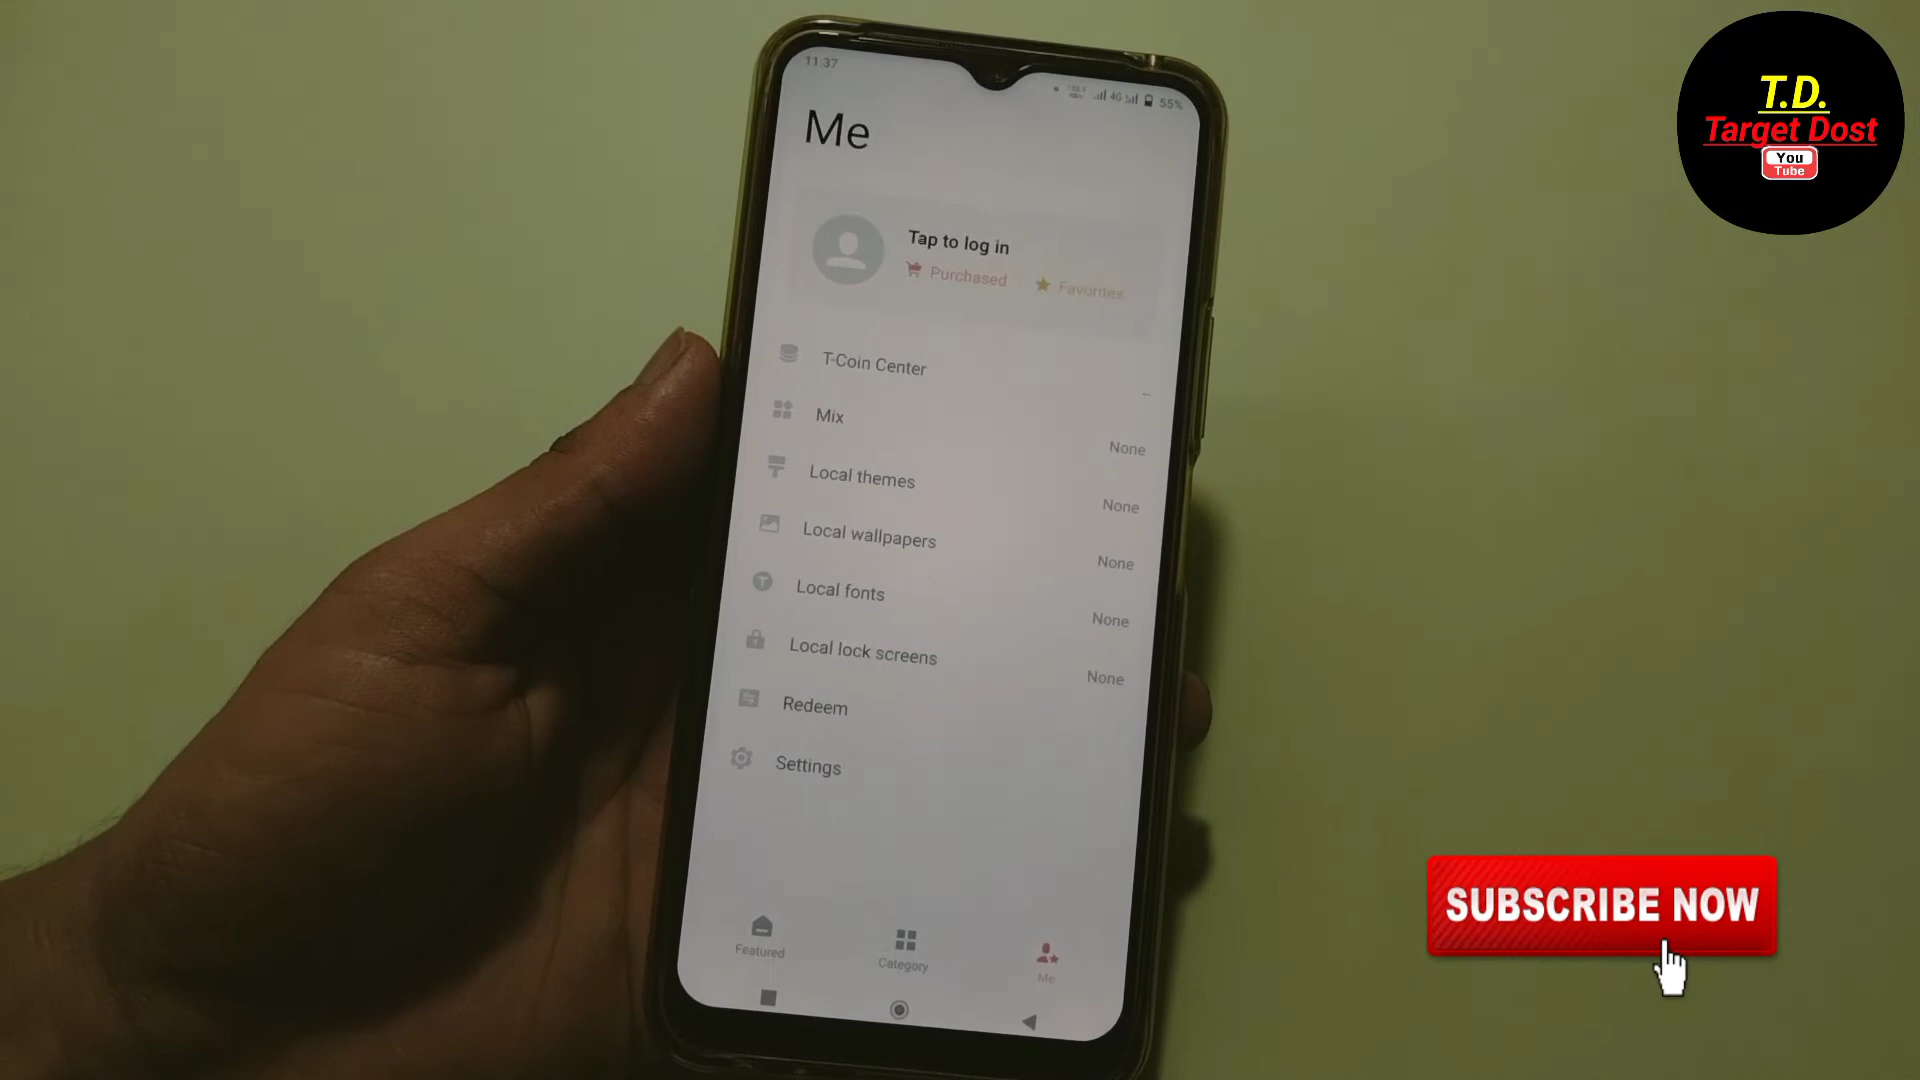 11:37
4G 55%
Me
Tap to log in
Purchased
Favorites
T-Coin Center
--
Mix
None
Local themes
None
Local wallpapers
None
Local fonts
None
Local lock screens
None
Redeem
Settings
Featured
Category
Me
T.D.
Target Dost
You
Tube
SUBSCRIBE NOW